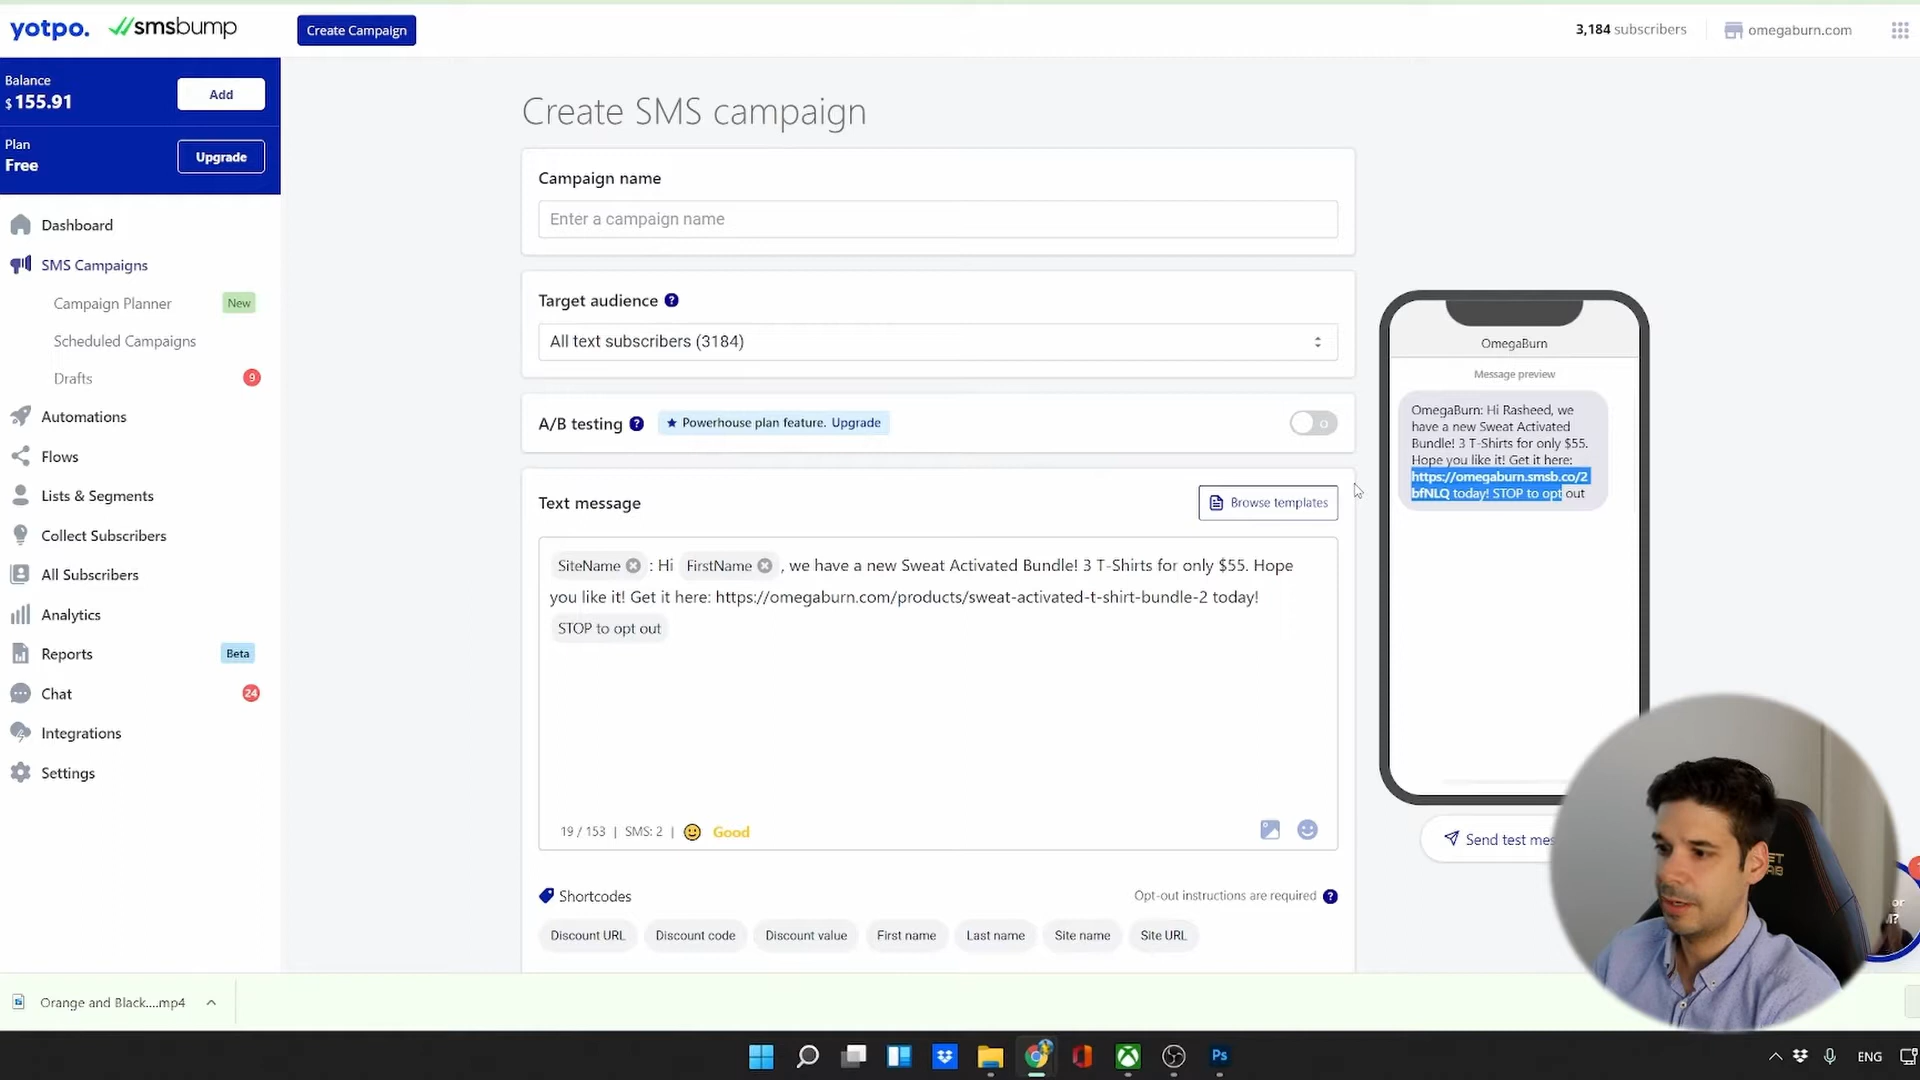 yotpo. smsbump
Create Campaign
3,184 subscribers
omegaburn.com
Balance
$ 155.91
Add
Plan
Free
Upgrade
Dashboard
SMS Campaigns
Campaign Planner New
Scheduled Campaigns
Drafts 9
Automations
Flows
Lists & Segments
Collect Subscribers
All Subscribers
Analytics
Reports Beta
Chat 24
Integrations
Settings
Create SMS campaign
Campaign name
Enter a campaign name
Target audience ?
All text subscribers (3184)
A/B testing ? ★ Powerhouse plan feature. Upgrade
Text message
Browse templates
SiteName : Hi FirstName , we have a new Sweat Activated Bundle! 3 T-Shirts for only $55. Hope
you like it! Get it here: https://omegaburn.com/products/sweat-activated-t-shirt-bundle-2 today!
STOP to opt out
19 / 153 | SMS: 2 | Good
Shortcodes
Opt-out instructions are required ?
Discount URL Discount code Discount value First name Last name Site name Site URL
OmegaBurn
Message preview
OmegaBurn: Hi Rasheed, we
have a new Sweat Activated
Bundle! 3 T-Shirts for only $55.
Hope you like it! Get it here:
https://omegaburn.smsb.co/2
bfNLQ today! STOP to opt out
Send test mes
or
Orange and Black....mp4
Ps
ENG